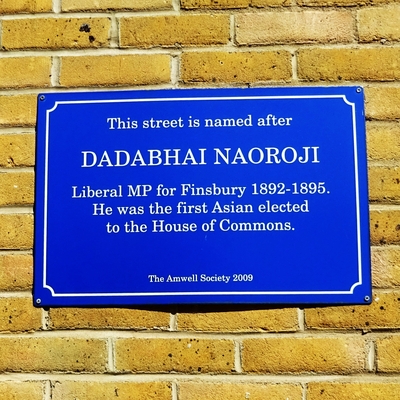 This street is named after
DADABHAI NAOROJI
Liberal MP for Finsbury 1892-1895.
He was the first Asian elected
to the House of Commons.
The Amwell Society 2009